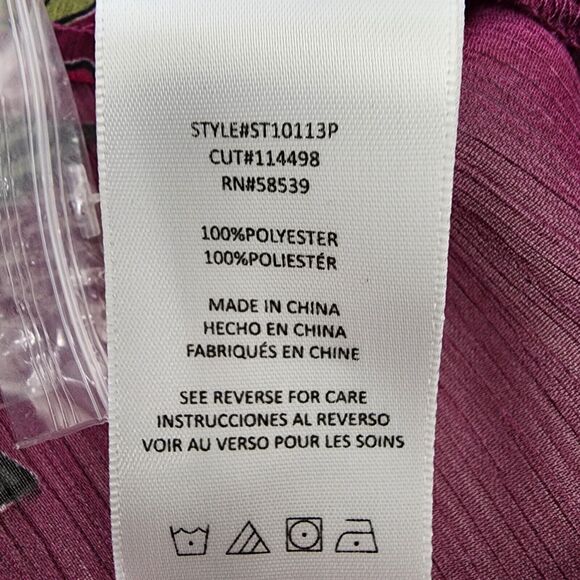 STYLE#ST10113P
CUT#114498
RN#58539
100%POLYESTER
100%POLIESTÉR
MADE IN CHINA
HECHO EN CHINA
FABRIQUÉS EN CHINE
SEE REVERSE FOR CARE
INSTRUCCIONES AL REVERSO
VOIR AU VERSO POUR LES SOINS